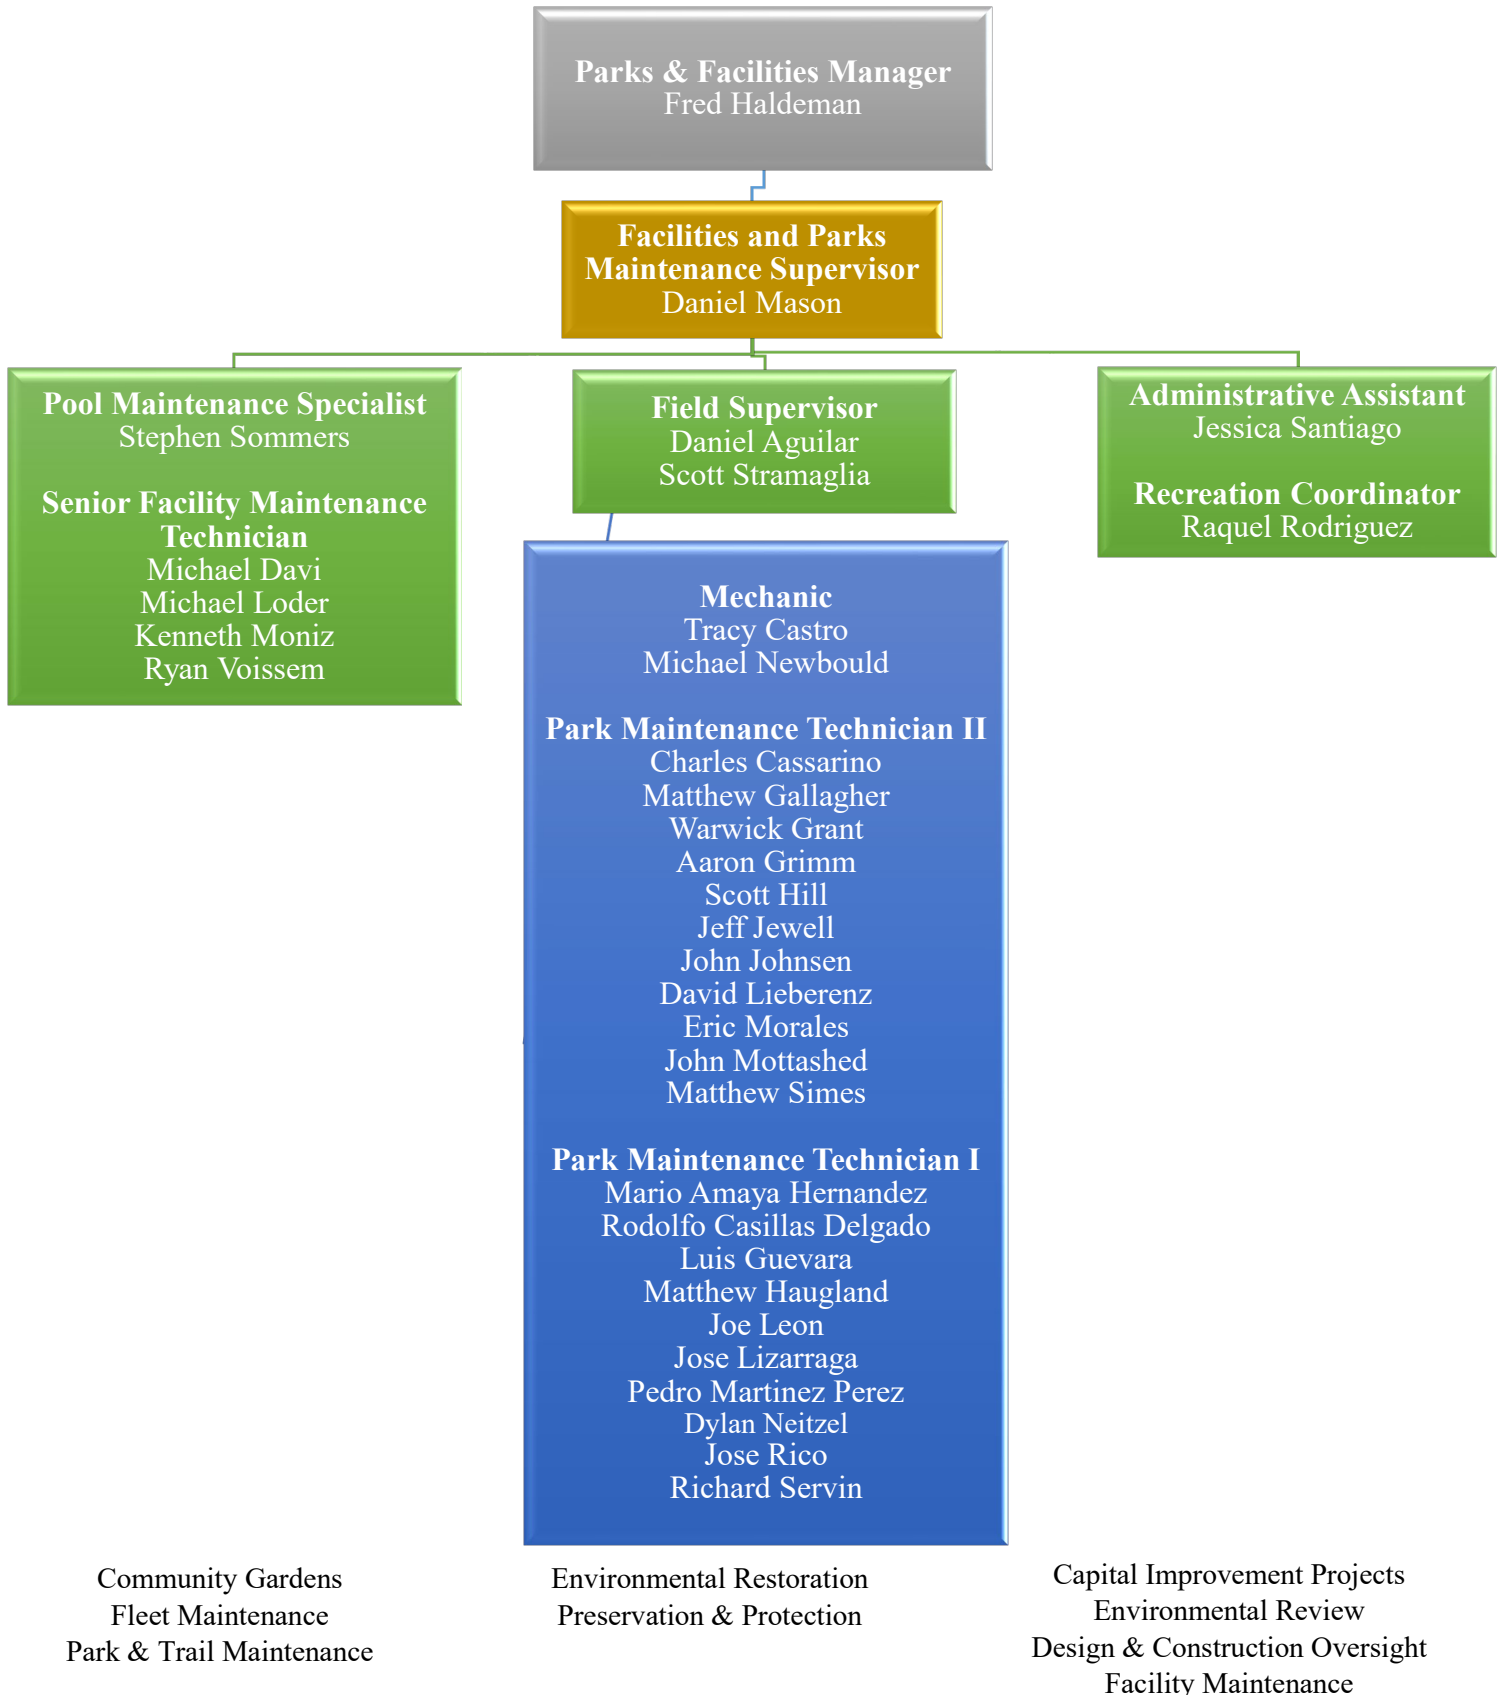 Parks & Facilities Manager
Fred Haldeman
Facilities and Parks
Maintenance Supervisor
Daniel Mason
Pool Maintenance Specialist
Stephen Sommers
Senior Facility Maintenance
Technician
Michael Davi
Michael Loder
Kenneth Moniz
Ryan Voissem
Field Supervisor
Daniel Aguilar
Scott Stramaglia
Administrative Assistant
Jessica Santiago
Recreation Coordinator
Raquel Rodriguez
Mechanic
Tracy Castro
Michael Newbould
Park Maintenance Technician II
Charles Cassarino
Matthew Gallagher
Warwick Grant
Aaron Grimm
Scott Hill
Jeff Jewell
John Johnsen
David Lieberenz
Eric Morales
John Mottashed
Matthew Simes
Park Maintenance Technician I
Mario Amaya Hernandez
Rodolfo Casillas Delgado
Luis Guevara
Matthew Haugland
Joe Leon
Jose Lizarraga
Pedro Martinez Perez
Dylan Neitzel
Jose Rico
Richard Servin
Community Gardens
Fleet Maintenance
Park & Trail Maintenance
Environmental Restoration
Preservation & Protection
Capital Improvement Projects
Environmental Review
Design & Construction Oversight
Facility Maintenance